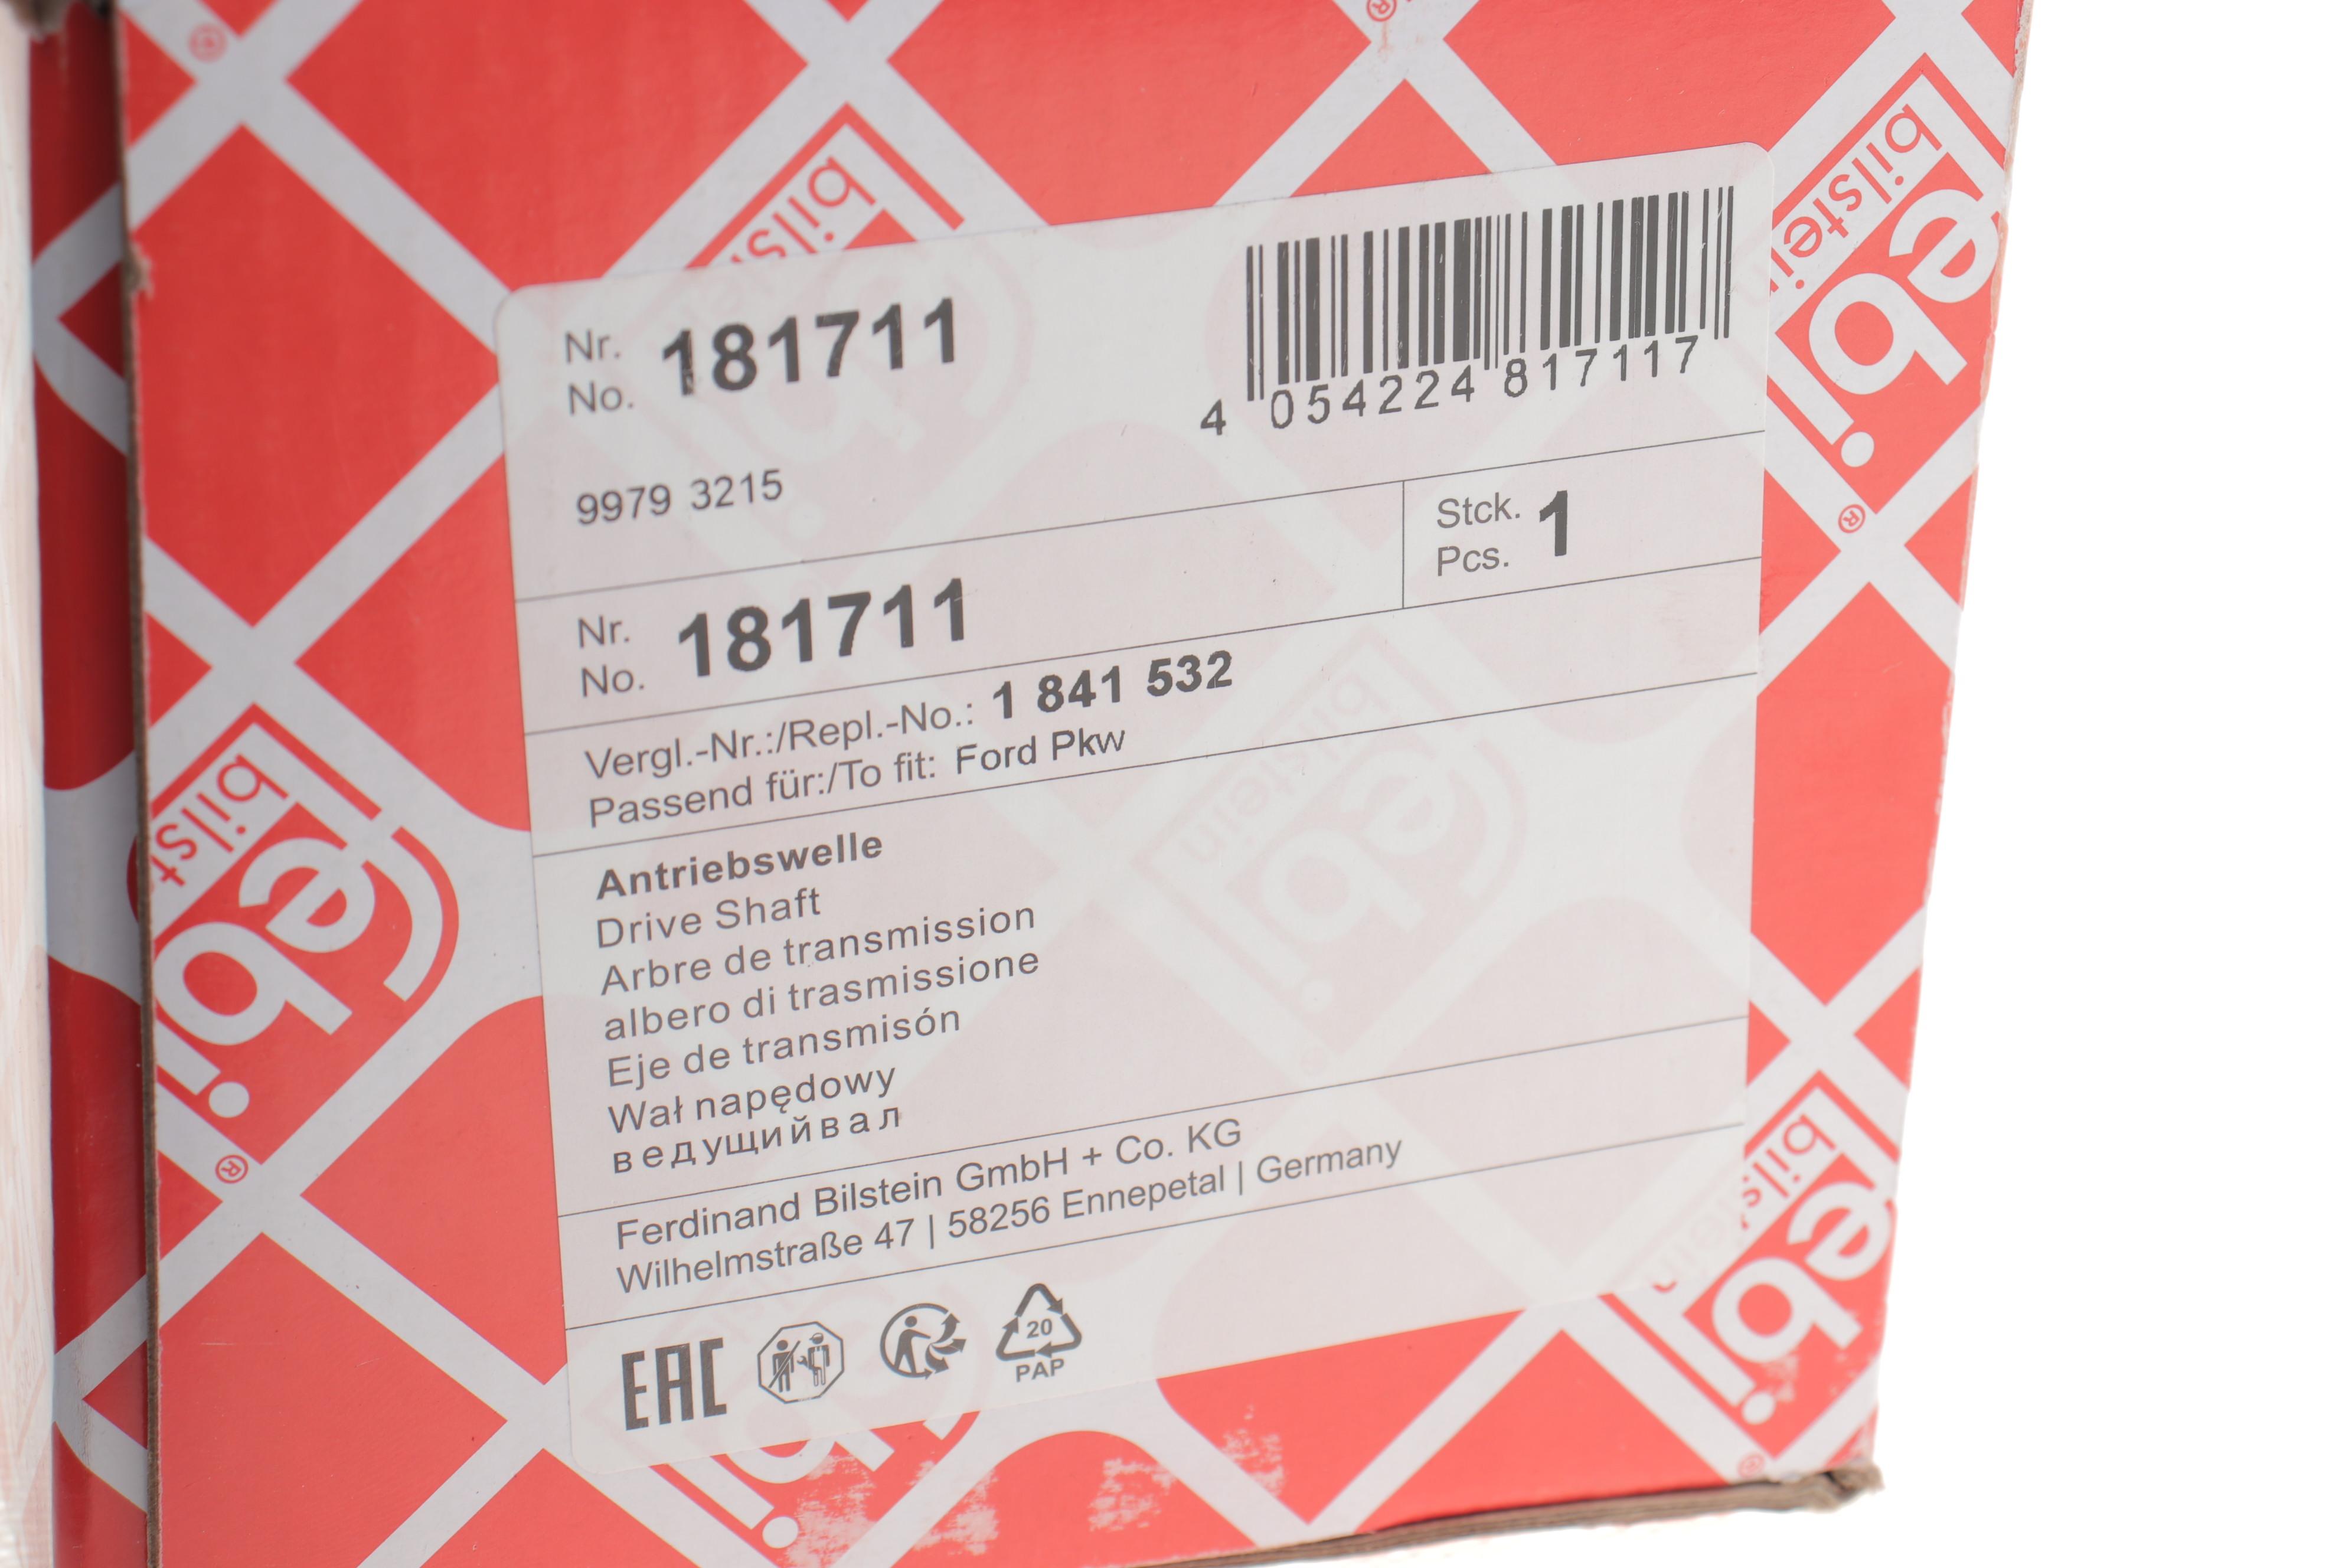 Nr.
No. 181711
4 054224 817117
9979 3215
Nr.
No. 181711
Stck.
Pcs. 1
Vergl.-Nr.:/Repl.-No.: 1 841 532
Passend für:/To fit: Ford Pkw
Antriebswelle
Drive Shaft
Arbre de transmission
albero di trasmissione
Eje de transmisón
Wał napędowy
ведущийвал
Ferdinand Bilstein GmbH + Co. KG
Wilhelmstraße 47 | 58256 Ennepetal | Germany
EAC
20
PAP
febi
bilstein